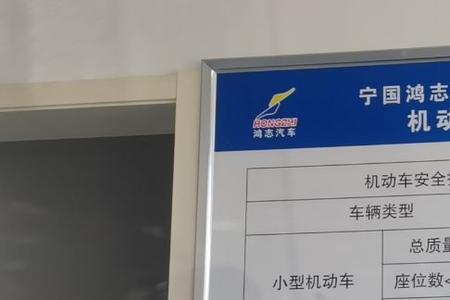 宁国鸿志
HONGZHI
鸿志汽车
机动
机动车安全
车辆类型
总质量
小型机动车
座位数<